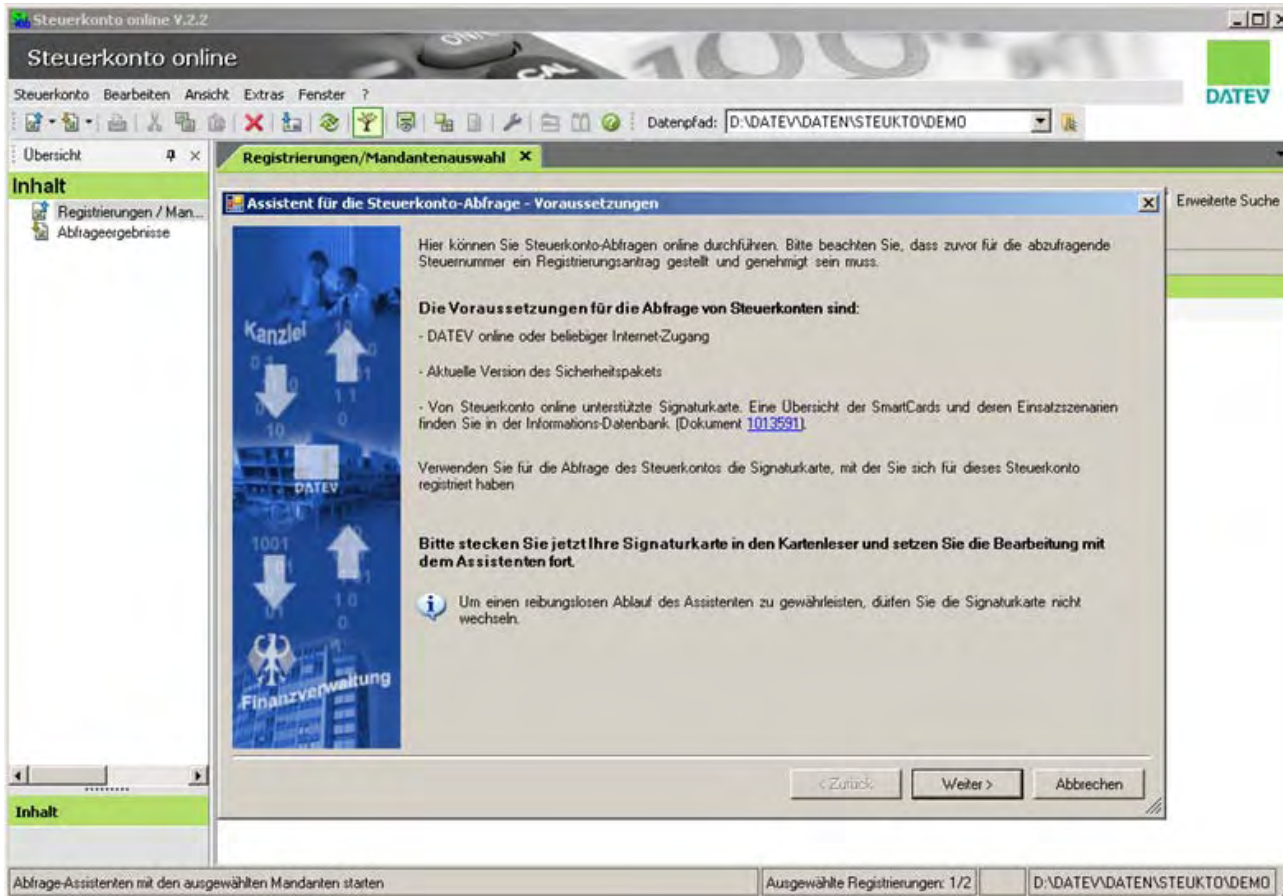 Steuerkonto online V.2.2
Steuerkonto online
DATEV
Steuerkonto Bearbeiten Ansicht Extras Fenster ?
Datenpfad: D:\DATEV\DATEN\STEUKTO\DEMO
Übersicht
Registrierungen/Mandantenauswahl
Inhalt
Registrierungen / Man...
Abfrageergebnisse
Erweiterte Suche
Assistent für die Steuerkonto-Abfrage - Voraussetzungen
Hier können Sie Steuerkonto-Abfragen online durchführen. Bitte beachten Sie, dass zuvor für die abzufragende
Steuernummer ein Registrierungsantrag gestellt und genehmigt sein muss.
Die Voraussetzungen für die Abfrage von Steuerkonten sind:
- DATEV online oder beliebiger Internet-Zugang
- Aktuelle Version des Sicherheitspakets
- Von Steuerkonto online unterstützte Signaturkarte. Eine Übersicht der SmartCards und deren Einsatzszenarien
finden Sie in der Informations-Datenbank (Dokument 1013591).
Verwenden Sie für die Abfrage des Steuerkontos die Signaturkarte, mit der Sie sich für dieses Steuerkonto
registriert haben
Bitte stecken Sie jetzt Ihre Signaturkarte in den Kartenleser und setzen Sie die Bearbeitung mit
dem Assistenten fort.
Um einen reibungslosen Ablauf des Assistenten zu gewährleisten, dürfen Sie die Signaturkarte nicht
wechseln.
Kanzlei
DATEV
1001
Finanzverwaltung
< Zurück
Weiter >
Abbrechen
Inhalt
Abfrage-Assistenten mit den ausgewählten Mandanten starten
Ausgewählte Registrierungen: 1/2
D:\DATEV\DATEN\STEUKTO\DEMO